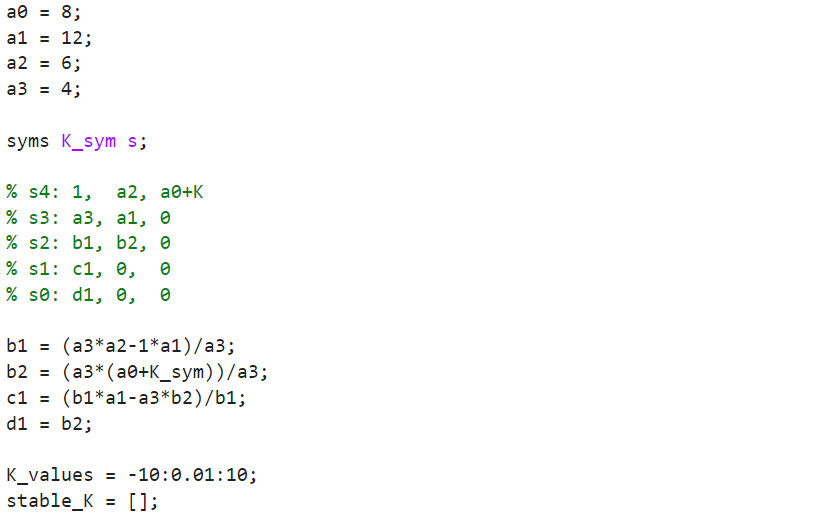 a0 = 8;
a1 = 12;
a2 = 6;
a3 = 4;
syms K_sym s;
% s4: 1,  a2, a0+K
% s3: a3, a1, 0
% s2: b1, b2, 0
% s1: c1, 0,  0
% s0: d1, 0,  0
b1 = (a3*a2-1*a1)/a3;
b2 = (a3*(a0+K_sym))/a3;
c1 = (b1*a1-a3*b2)/b1;
d1 = b2;
K_values = -10:0.01:10;
stable_K = [];